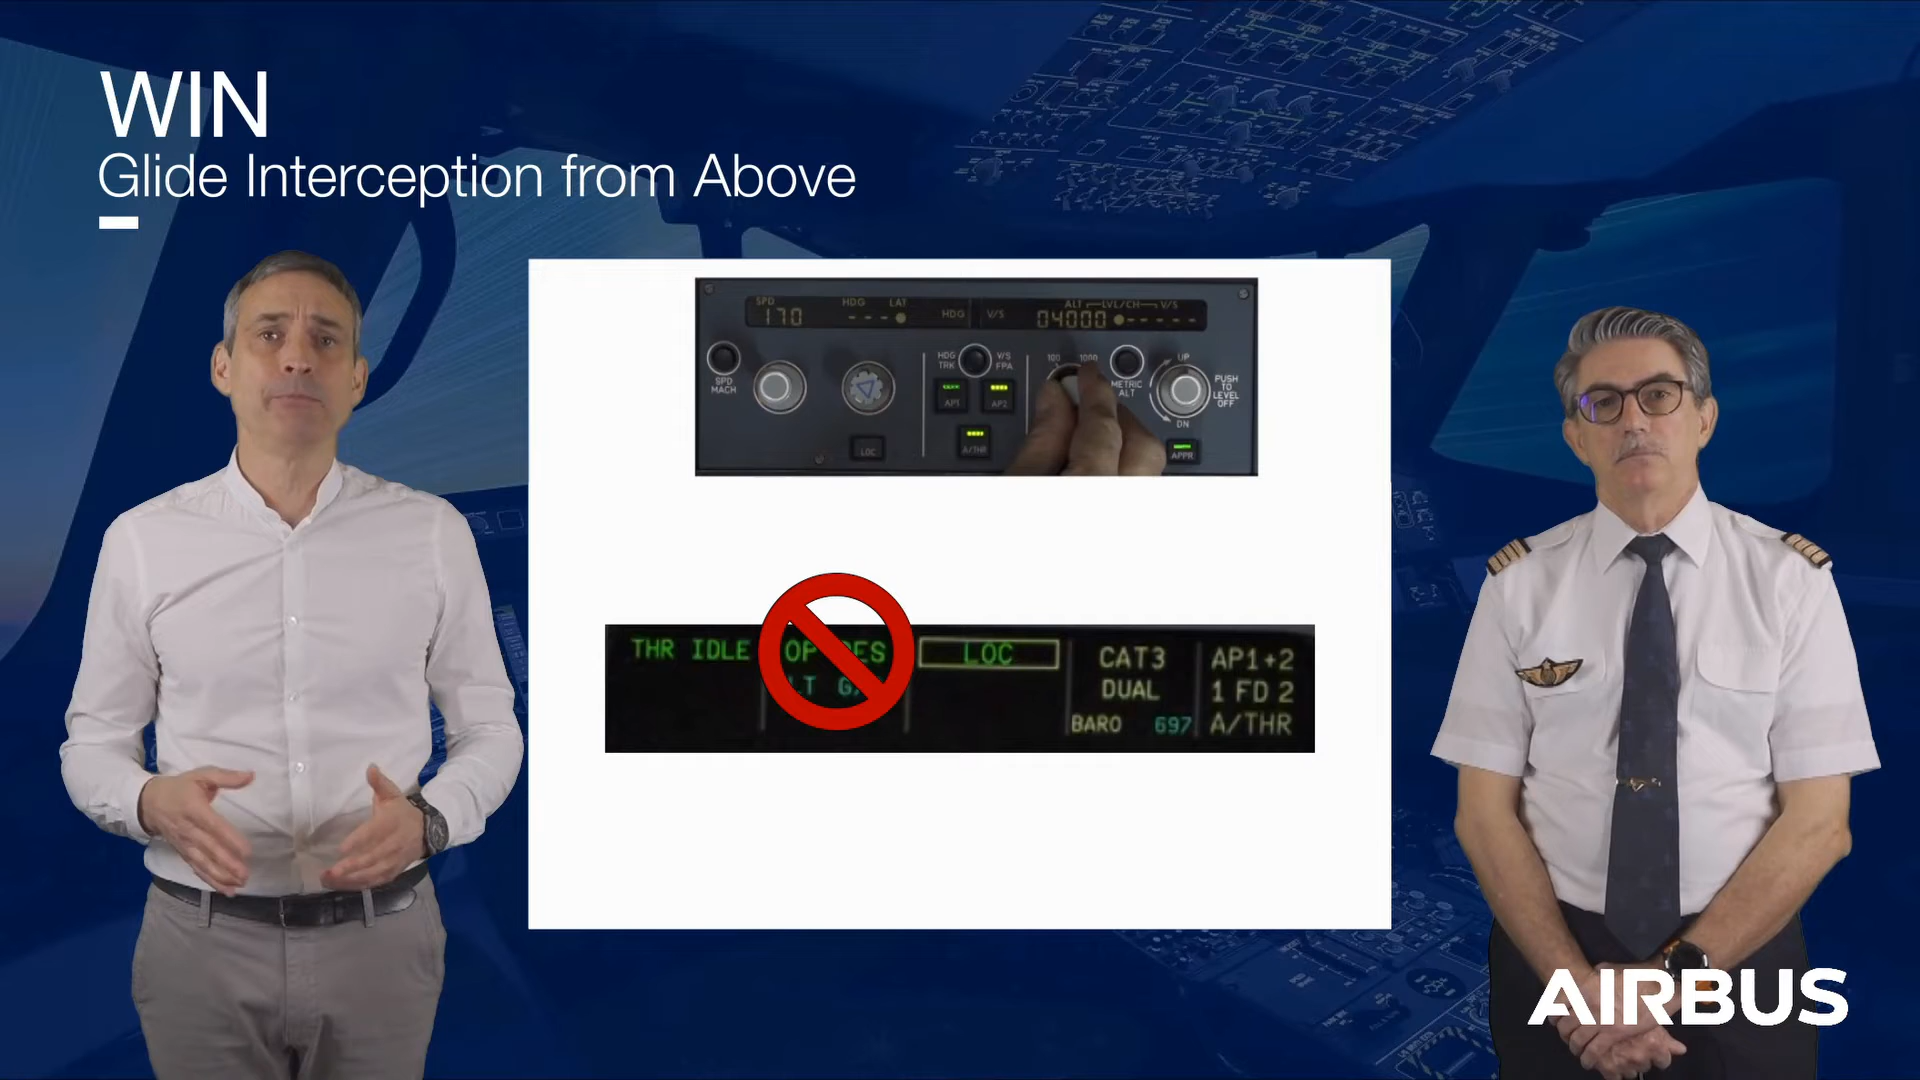 WIN
Glide Interception from Above
SPD HDG LAT ALT LVL/CH V/S
170 --- HDG V/S 04000 -----
HDG V/S 100 1000 UP
TRK FPA
SPD
MACH
METRIC
ALT
PUSH
TO
LEVEL
OFF
AP1 AP2
DN
LOC A/THR APPR
THR IDLE LOC CAT3 AP1+2
DUAL 1 FD 2
BARO 697 A/THR
AIRBUS